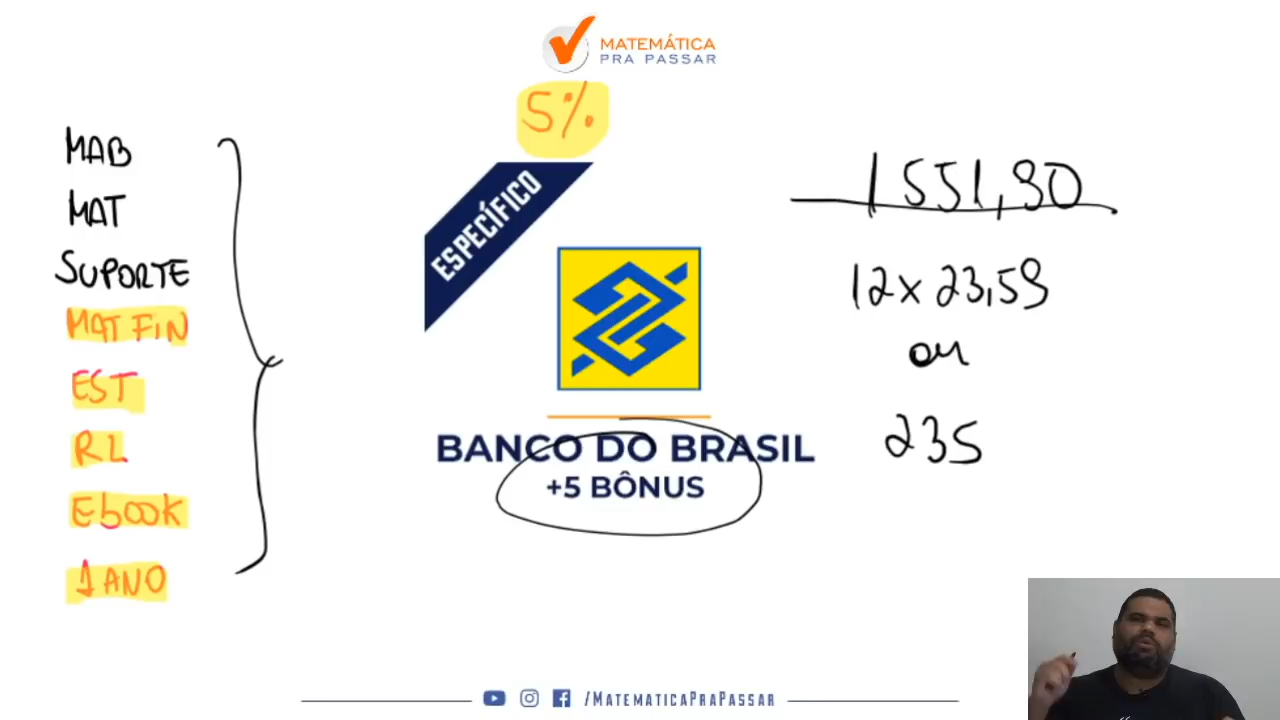 MATEMÁTICA
PRA PASSAR
5%
MAB
MAT
SUPORTE
MAT FIN
EST
RL
Ebook
1 ANO
ESPECÍFICO
BANCO DO BRASIL
+5 BÔNUS
1551,90
12x 23,59
ou
235
/MATEMATICAPRAPASSAR